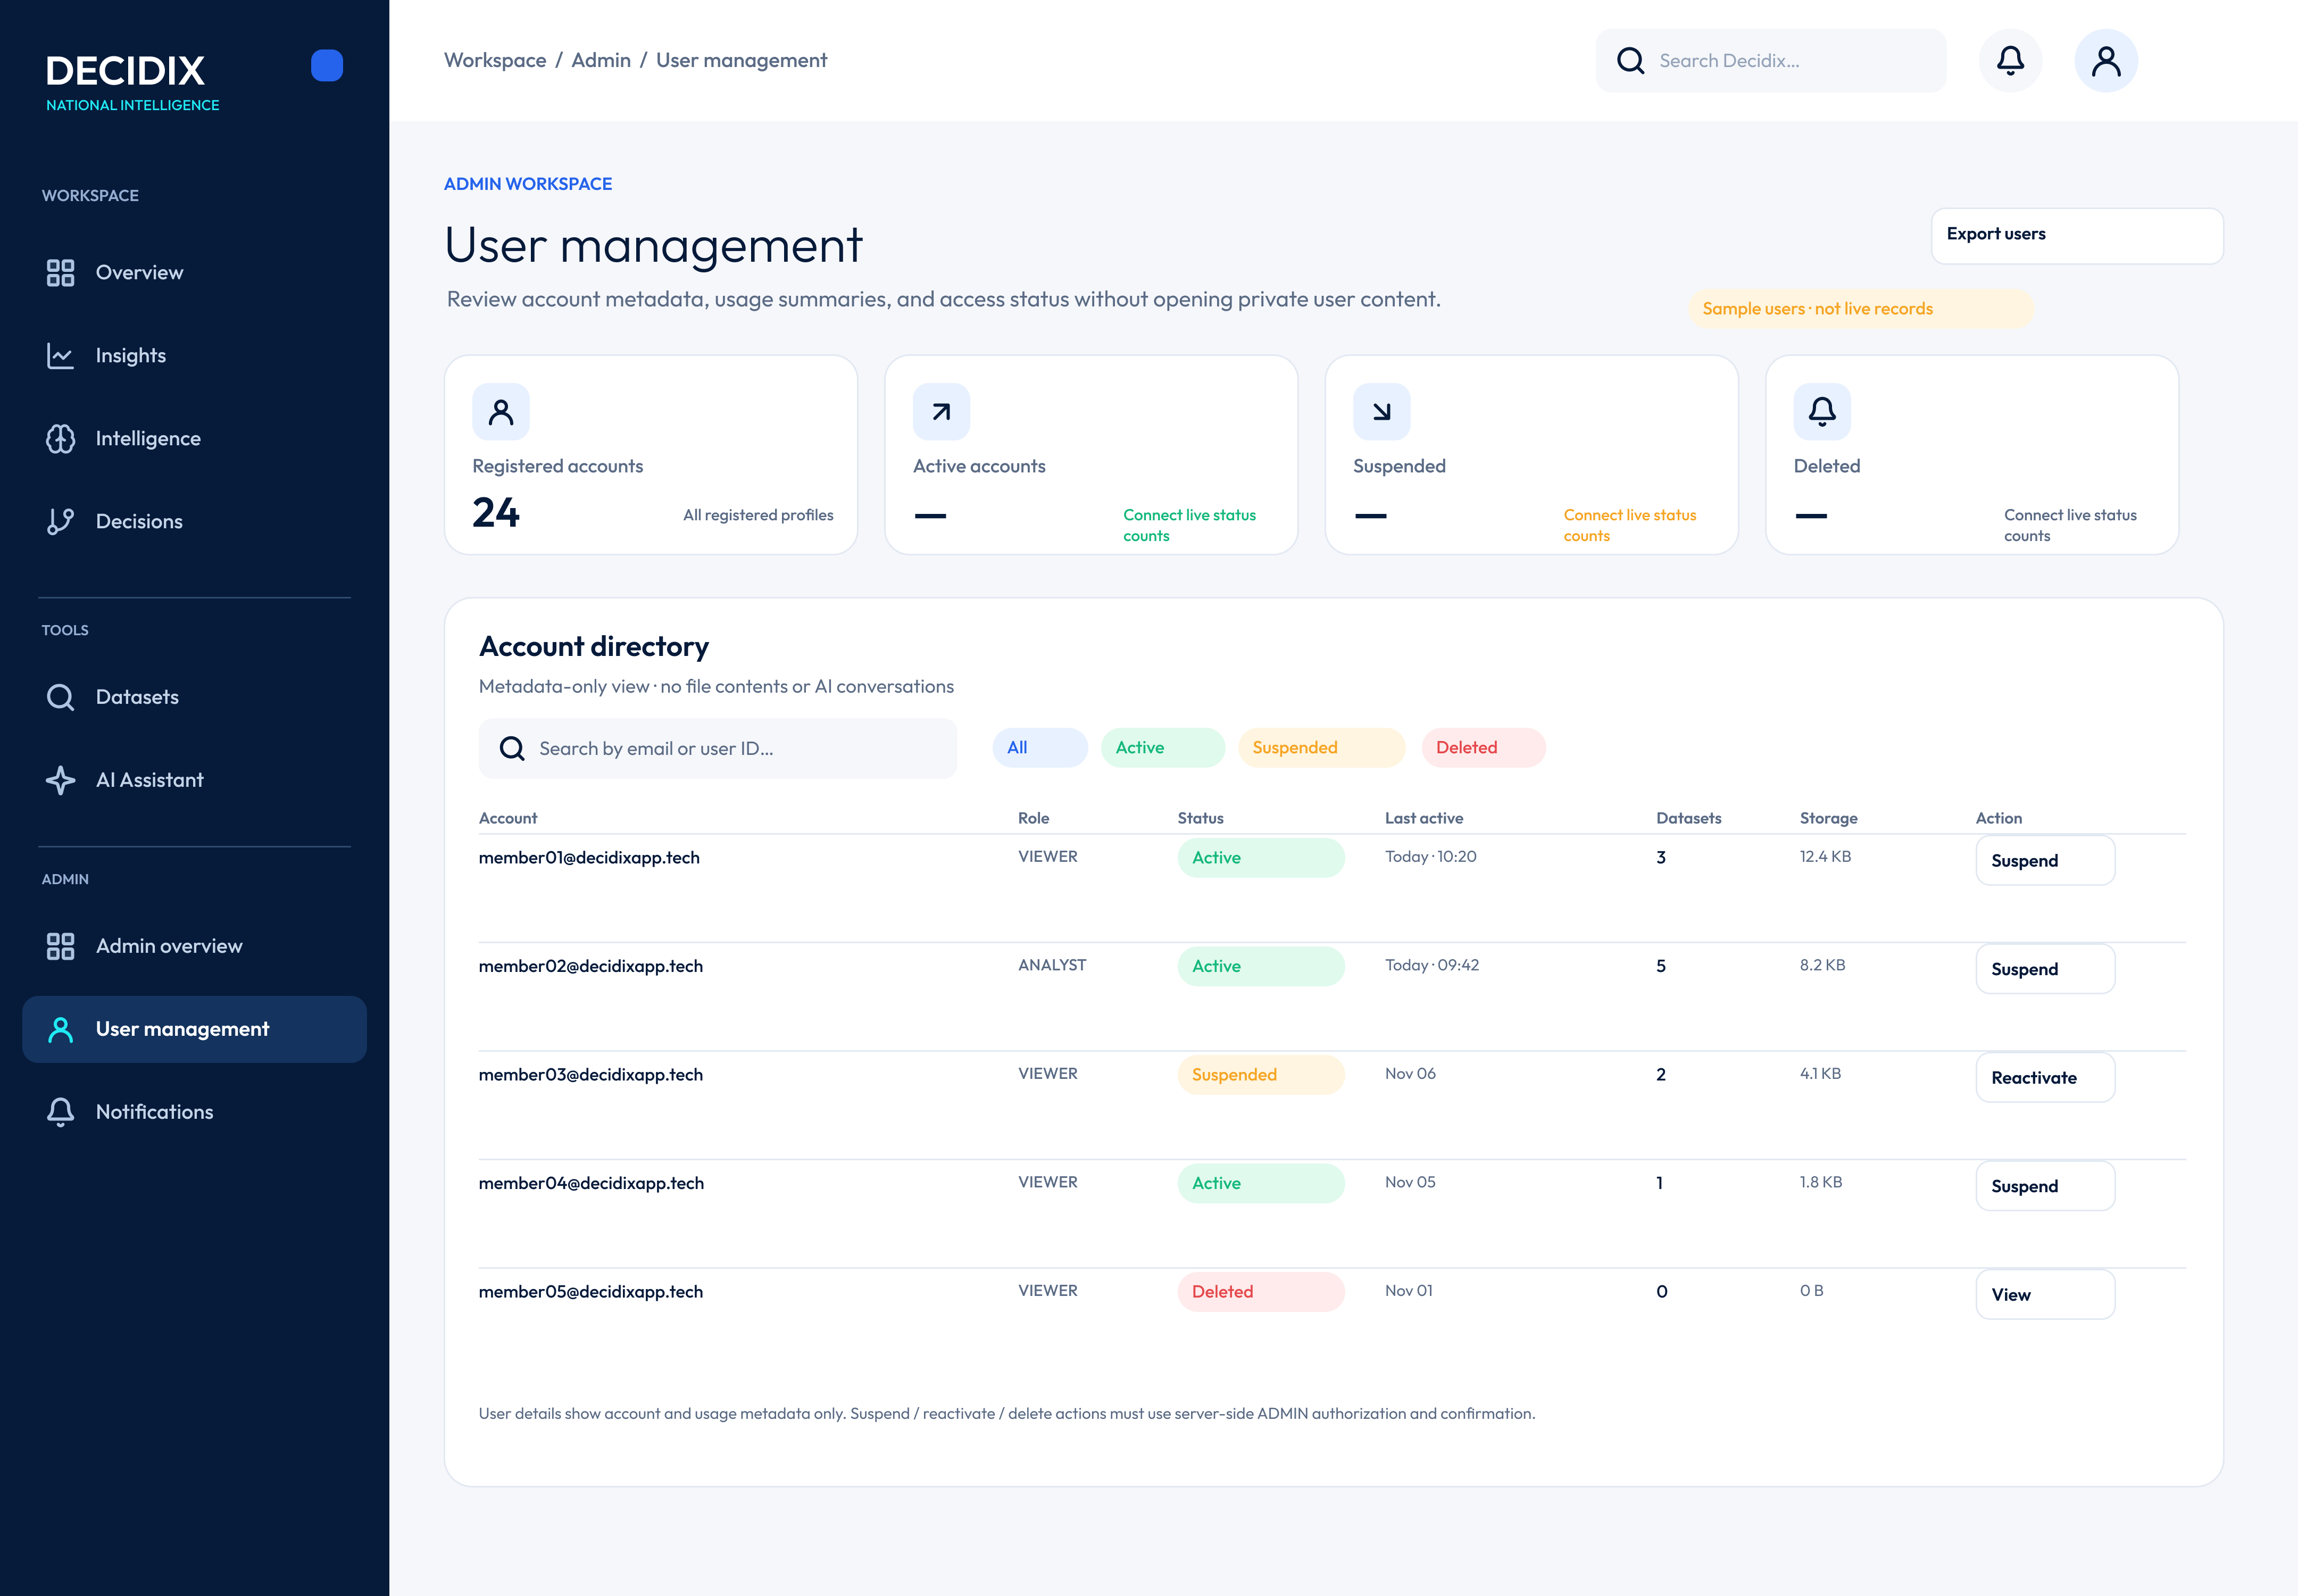 DECIDIX
NATIONAL INTELLIGENCE
WORKSPACE
Overview
Insights
Intelligence
Decisions
TOOLS
Datasets
AI Assistant
ADMIN
Admin overview
User management
Notifications
Workspace / Admin / User management
Search Decidix...
ADMIN WORKSPACE
User management
Review account metadata, usage summaries, and access status without opening private user content.
Export users
Sample users · not live records
Registered accounts
24
All registered profiles
Active accounts
—
Connect live status
counts
Suspended
—
Connect live status
counts
Deleted
—
Connect live status
counts
Account directory
Metadata-only view · no file contents or AI conversations
Search by email or user ID...
All Active Suspended Deleted
Account Role Status Last active Datasets Storage Action
member01@decidixapp.tech VIEWER Active Today · 10:20 3 12.4 KB Suspend
member02@decidixapp.tech ANALYST Active Today · 09:42 5 8.2 KB Suspend
member03@decidixapp.tech VIEWER Suspended Nov 06 2 4.1 KB Reactivate
member04@decidixapp.tech VIEWER Active Nov 05 1 1.8 KB Suspend
member05@decidixapp.tech VIEWER Deleted Nov 01 0 0 B View
User details show account and usage metadata only. Suspend / reactivate / delete actions must use server-side ADMIN authorization and confirmation.